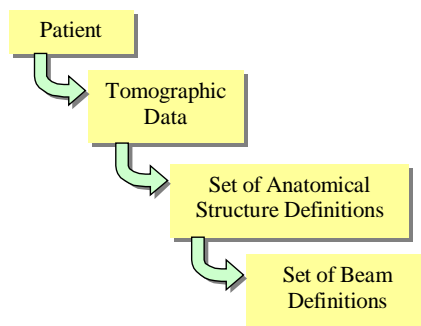 Patient
Tomographic
Data
Set of Anatomical
Structure Definitions
Set of Beam
Definitions